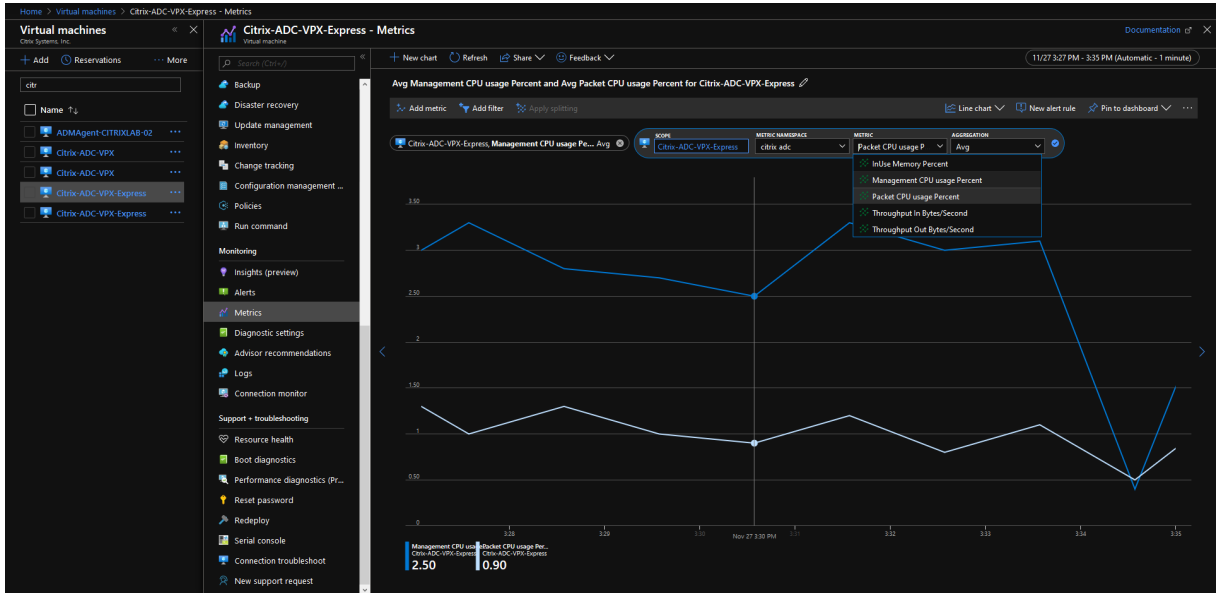 Home > Virtual machines > Citrix-ADC-VPX-Express - Metrics
Virtual machines
Citrix Systems, Inc.
Add Reservations More
citr
Name
ADMAgent-CITRIXLAB-02
Citrix-ADC-VPX
Citrix-ADC-VPX
Citrix-ADC-VPX-Express
Citrix-ADC-VPX-Express
Citrix-ADC-VPX-Express - Metrics
Virtual machine
Documentation
Search (Ctrl+/)
Backup
Disaster recovery
Update management
Inventory
Change tracking
Configuration management ...
Policies
Run command
Monitoring
Insights (preview)
Alerts
Metrics
Diagnostic settings
Advisor recommendations
Logs
Connection monitor
Support + troubleshooting
Resource health
Boot diagnostics
Performance diagnostics (Pr...
Reset password
Redeploy
Serial console
Connection troubleshoot
New support request
New chart Refresh Share Feedback
11/27 3:27 PM - 3:35 PM (Automatic - 1 minute)
Avg Management CPU usage Percent and Avg Packet CPU usage Percent for Citrix-ADC-VPX-Express
Add metric Add filter Apply splitting
Line chart New alert rule Pin to dashboard ...
Citrix-ADC-VPX-Express, Management CPU usage Pe... Avg
SCOPE METRIC NAMESPACE METRIC AGGREGATION
Citrix-ADC-VPX-Express citrix adc Packet CPU usage P Avg
InUse Memory Percent
Management CPU usage Percent
Packet CPU usage Percent
Throughput In Bytes/Second
Throughput Out Bytes/Second
3.50
3
2.50
2
1.50
1
0.50
0
3:28 3:29 3:30 Nov 27 3:30 PM 3:31 3:32 3:33 3:34 3:35
Management CPU usa
Citrix-ADC-VPX-Express
2.50
Packet CPU usage Per...
Citrix-ADC-VPX-Express
0.90